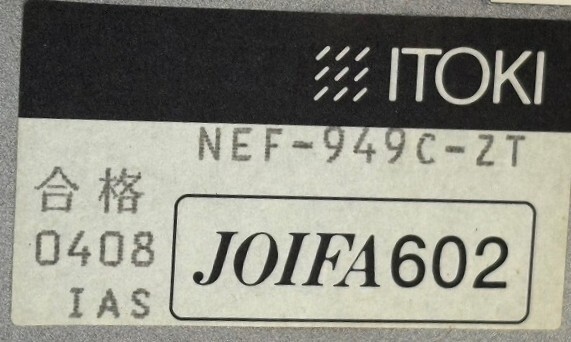 ITOKI
NEF-949C-ZT
合格
0408
IAS
JOIFA602